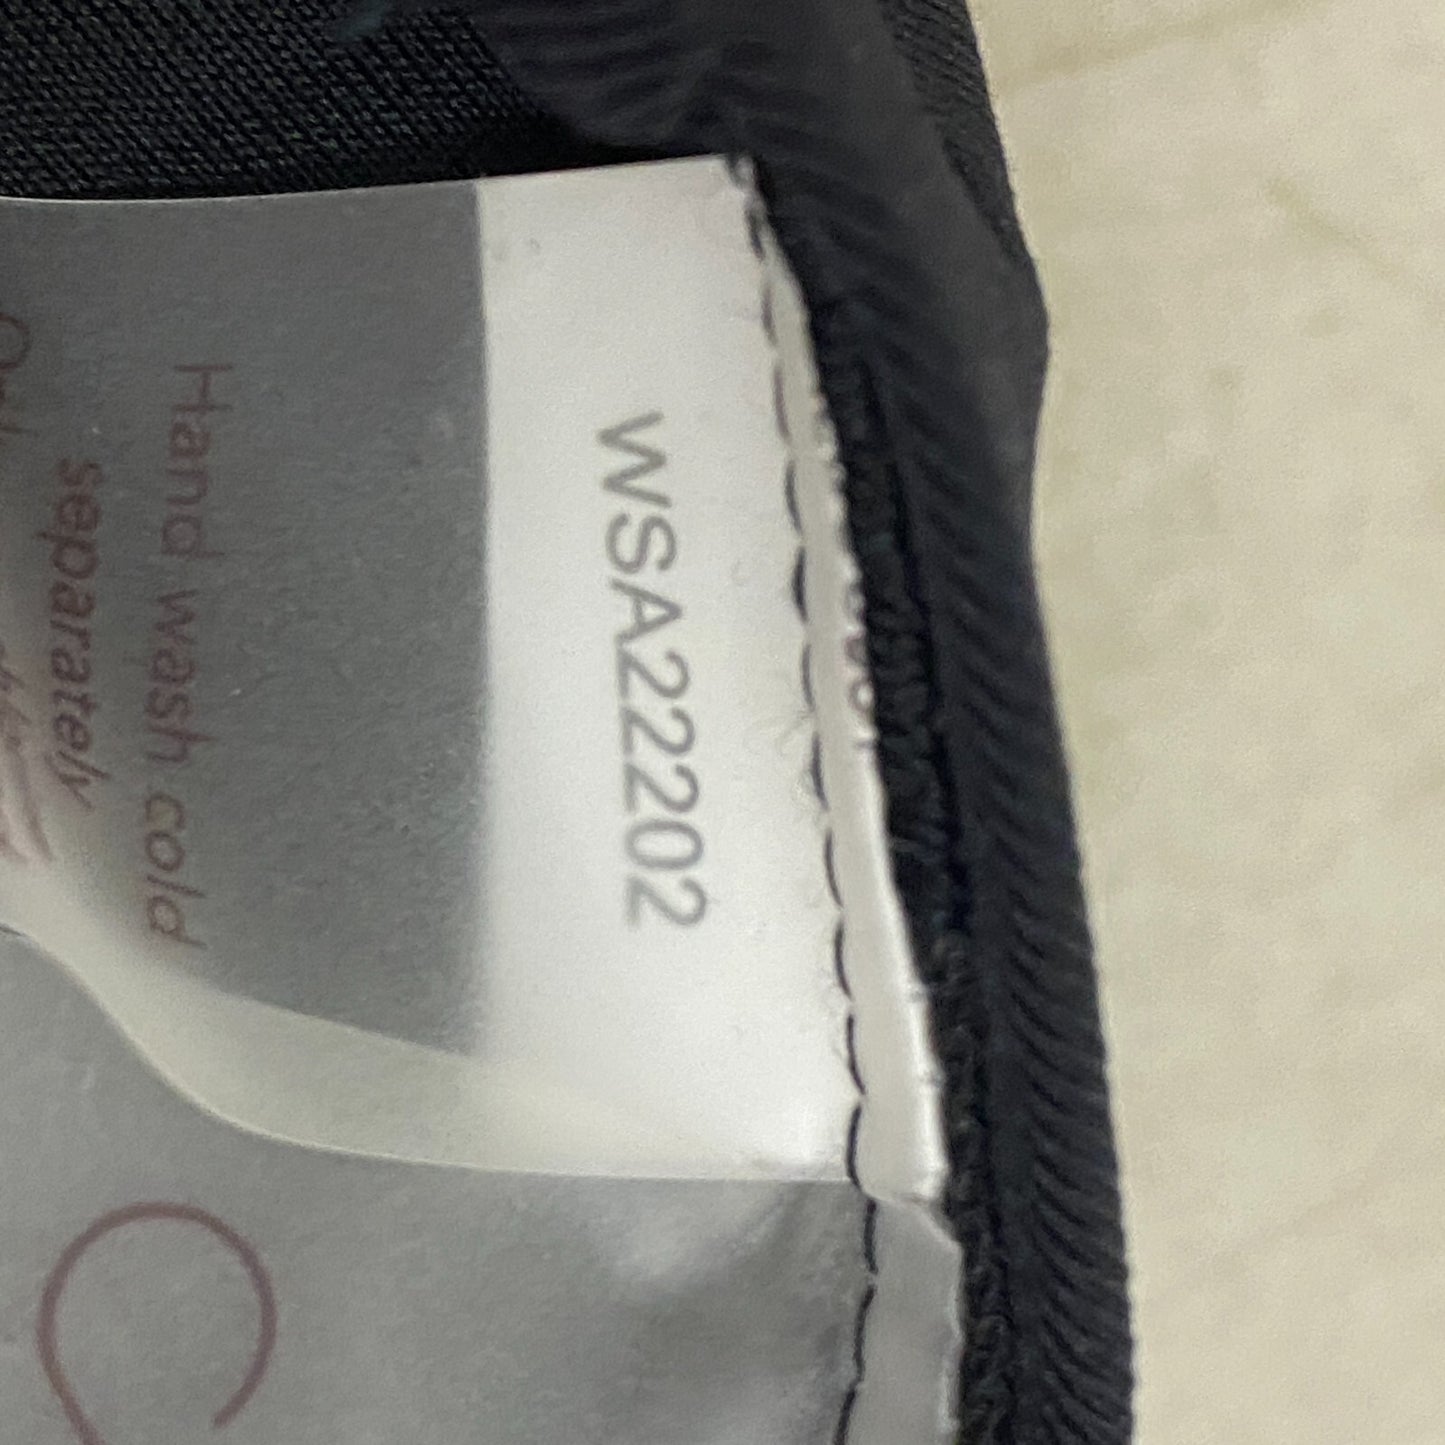 WSA22202
Hand wash cold
separately